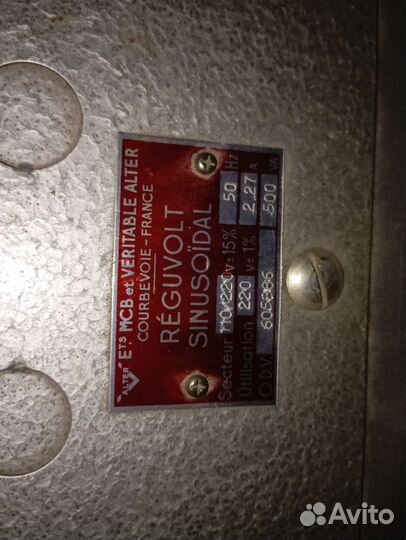 ALTER
ETS MCB et VERITABLE ALTER
COURBEVOIE - FRANCE
RÉGUVOLT
SINUSOÏDAL
Secteur 110/220 V ± 15% 50 Hz
Utilisation 220 V ± 1% 2,27 A
O.D.V. 500 VA
Avito